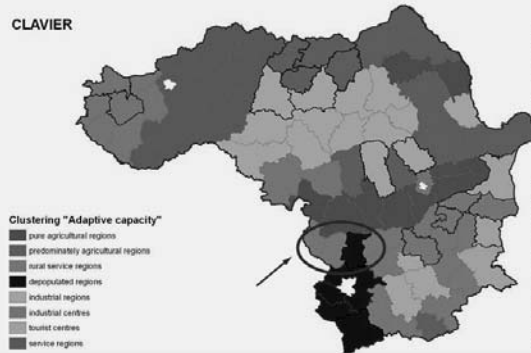 CLAVIER
Clustering "Adaptive capacity"
pure agricultural regions
predominately agricultural regions
rural service regions
depopulated regions
industrial regions
industrial centres
tourist centres
service regions